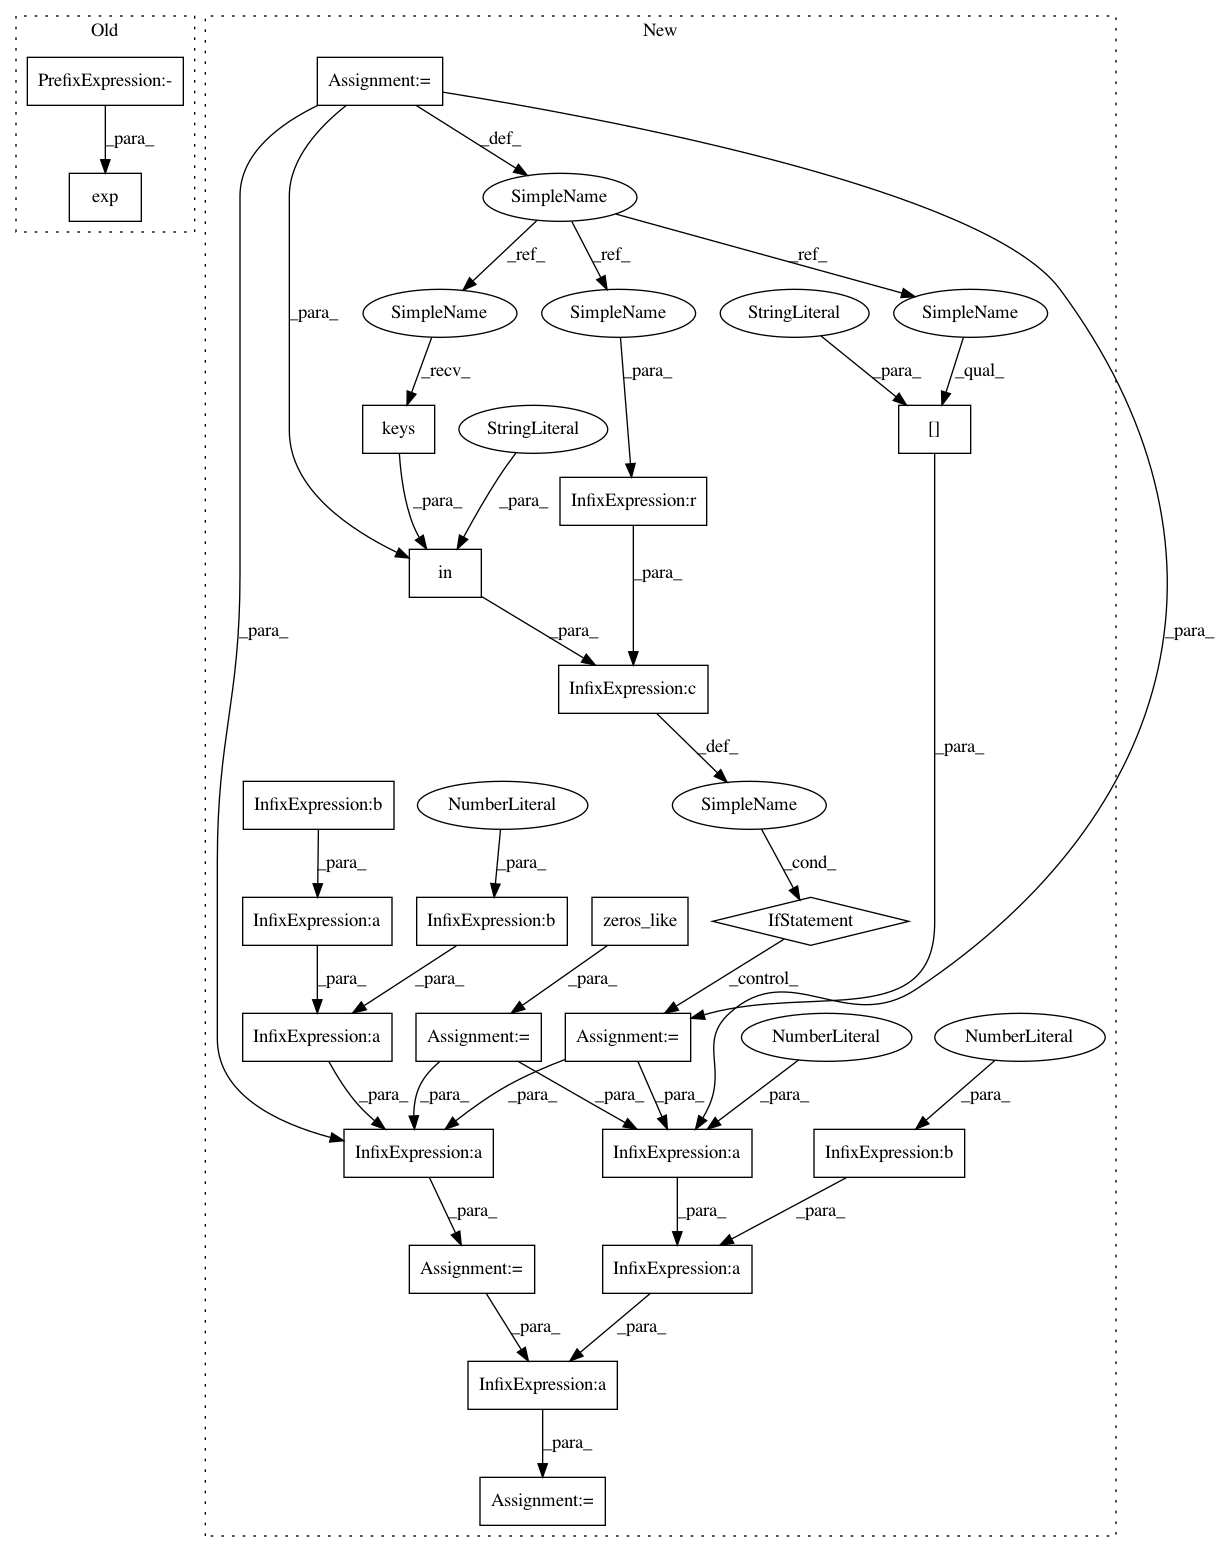 Old
New
PrefixExpression:-
Assignment:=
_para_
_def_
exp
SimpleName
_ref_
_ref_
_ref_
_para_
SimpleName
SimpleName
StringLiteral
SimpleName
_recv_
_para_
_para_
_qual_
keys
StringLiteral
[]
_para_
_para_
InfixExpression:r
in
_para_
_para_
_para_
_para_
InfixExpression:c
_def_
_para_
InfixExpression:b
NumberLiteral
SimpleName
_para_
_para_
_cond_
InfixExpression:a
InfixExpression:b
zeros_like
IfStatement
_para_
_para_
_para_
_control_
InfixExpression:a
Assignment:=
Assignment:=
NumberLiteral
NumberLiteral
_para_
_para_
_para_
_para_
_para_
_para_
_para_
InfixExpression:a
InfixExpression:a
InfixExpression:b
_para_
_para_
_para_
Assignment:=
InfixExpression:a
_para_
_para_
InfixExpression:a
_para_
Assignment:=